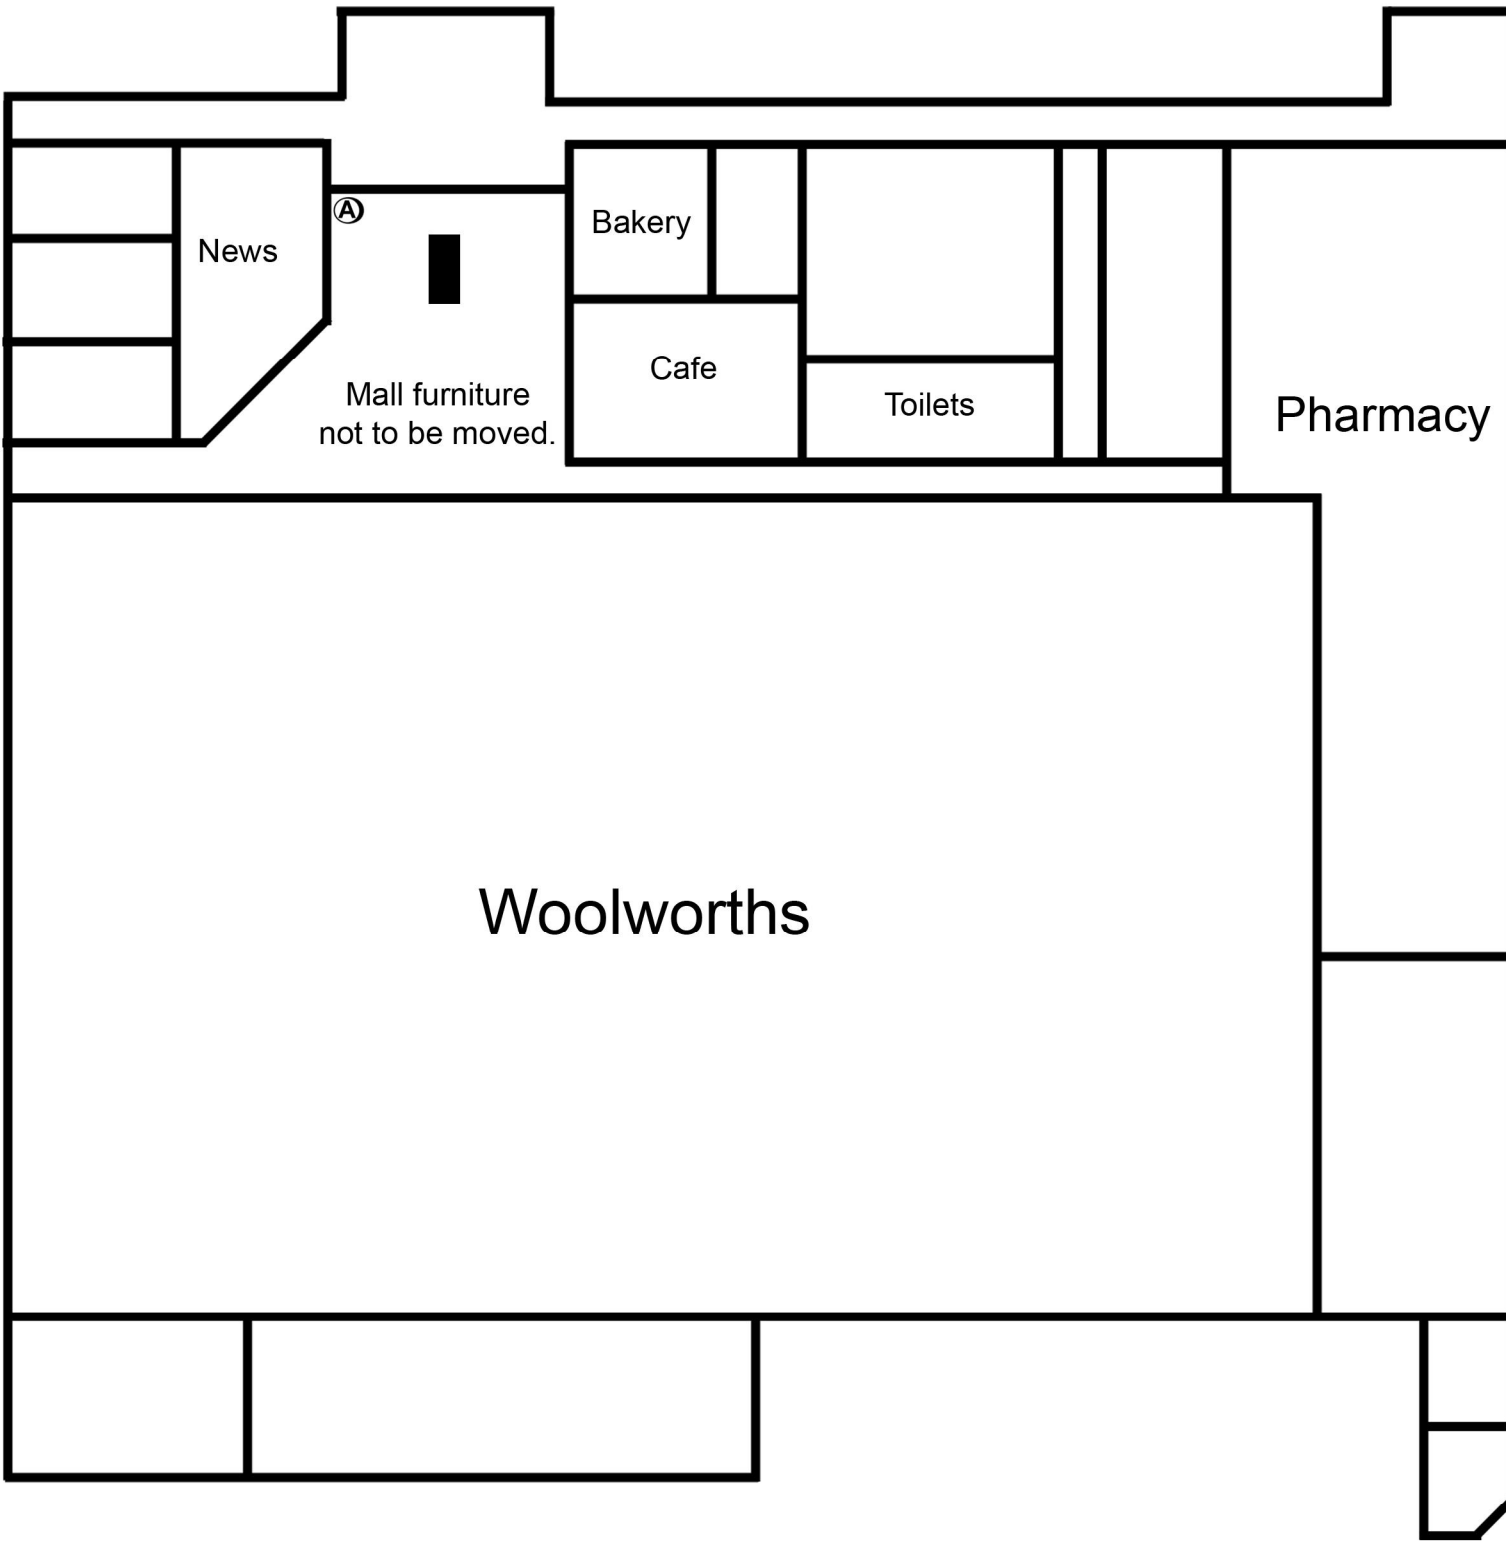 Ⓐ
News
Bakery
Cafe
Mall furniture
not to be moved.
Toilets
Pharmacy
Woolworths